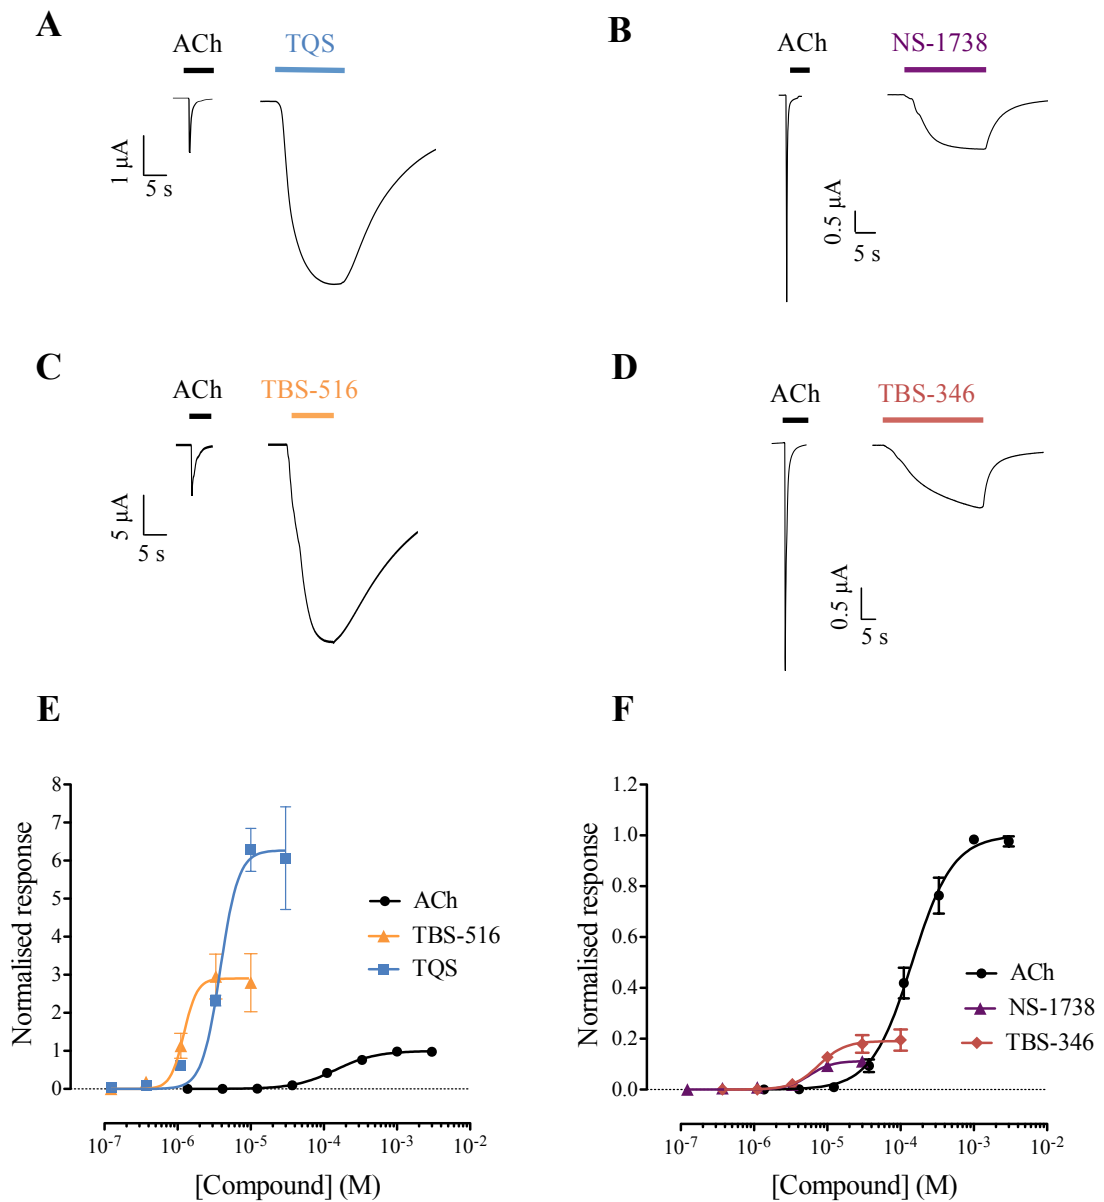 A
B
ACh
TQS
ACh
NS-1738
1 μA
5 s
0.5 μA
5 s
C
D
ACh
TBS-516
ACh
TBS-346
5 μA
5 s
0.5 μA
5 s
E
F
Normalised response
8
7
6
5
4
3
2
1
0
ACh
TBS-516
TQS
10-7
10-6
10-5
10-4
10-3
10-2
[Compound] (M)
Normalised response
1.2
1.0
0.8
0.6
0.4
0.2
0.0
ACh
NS-1738
TBS-346
10-7
10-6
10-5
10-4
10-3
10-2
[Compound] (M)